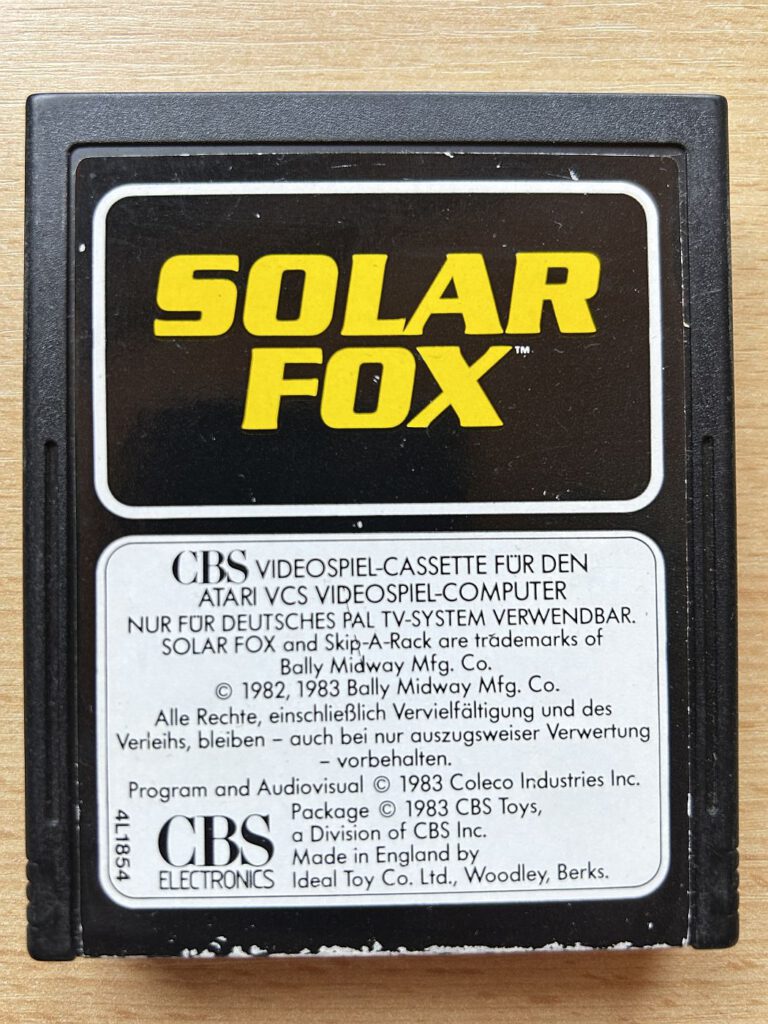 SOLAR
FOX™
CBS VIDEOSPIEL-CASSETTE FÜR DEN
ATARI VCS VIDEOSPIEL-COMPUTER
NUR FÜR DEUTSCHES PAL TV-SYSTEM VERWENDBAR.
SOLAR FOX and Skip-A-Rack are trademarks of
Bally Midway Mfg. Co.
© 1982, 1983 Bally Midway Mfg. Co.
Alle Rechte, einschließlich Vervielfältigung und des
Verleihs, bleiben – auch bei nur auszugsweiser Verwertung
– vorbehalten.
Program and Audiovisual © 1983 Coleco Industries Inc.
4L1854
CBS
ELECTRONICS
Package © 1983 CBS Toys,
a Division of CBS Inc.
Made in England by
Ideal Toy Co. Ltd., Woodley, Berks.